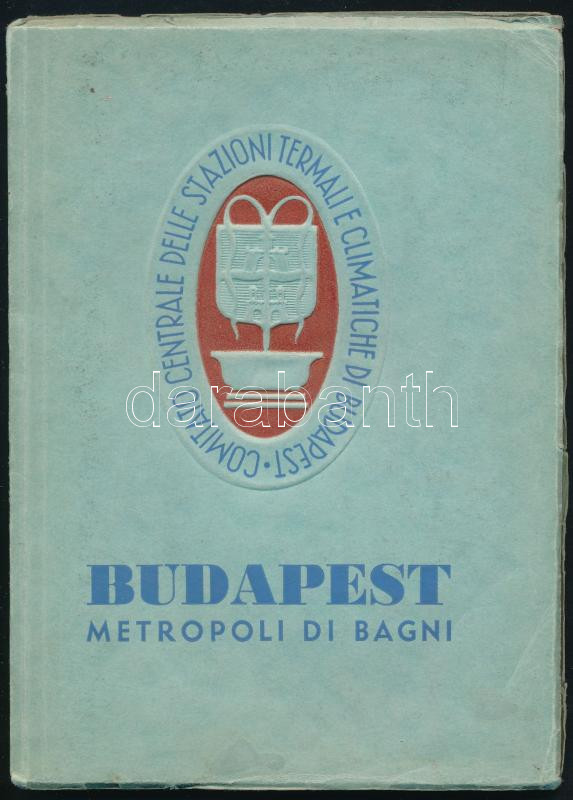 COMITATO CENTRALE DELLE STAZIONI TERMALI E CLIMATICHE DI BUDAPEST •
darabanth
BUDAPEST
METROPOLI DI BAGNI